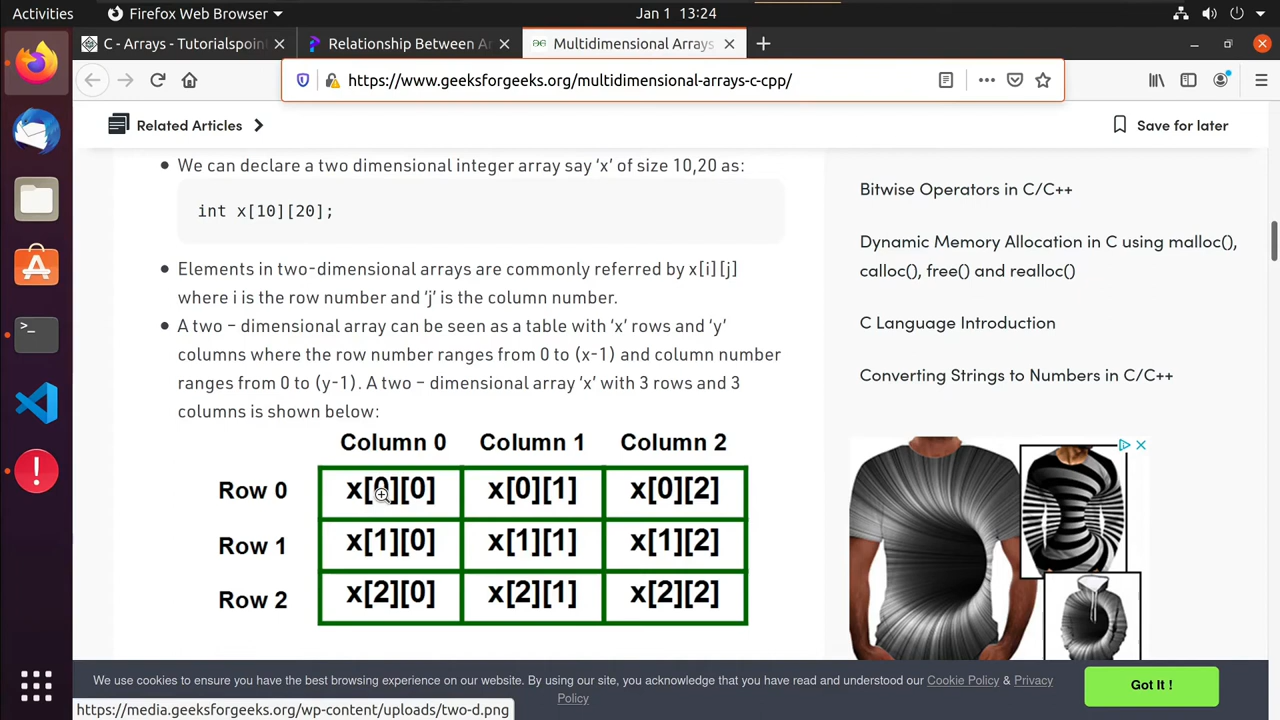 Activities
Firefox Web Browser
Jan 1 13:24
C - Arrays - Tutorialspoint
Relationship Between Ar
Multidimensional Arrays
https://www.geeksforgeeks.org/multidimensional-arrays-c-cpp/
Related Articles
Save for later
We can declare a two dimensional integer array say ‘x’ of size 10,20 as:
int x[10][20];
Elements in two-dimensional arrays are commonly referred by x[i][j]
where i is the row number and ‘j’ is the column number.
A two – dimensional array can be seen as a table with ‘x’ rows and ‘y’
columns where the row number ranges from 0 to (x-1) and column number
ranges from 0 to (y-1). A two – dimensional array ‘x’ with 3 rows and 3
columns is shown below:
Column 0 Column 1 Column 2
Row 0 x[0][0] x[0][1] x[0][2]
Row 1 x[1][0] x[1][1] x[1][2]
Row 2 x[2][0] x[2][1] x[2][2]
Bitwise Operators in C/C++
Dynamic Memory Allocation in C using malloc(),
calloc(), free() and realloc()
C Language Introduction
Converting Strings to Numbers in C/C++
We use cookies to ensure you have the best browsing experience on our website. By using our site, you acknowledge that you have read and understood our Cookie Policy & Privacy
Policy
Got It !
https://media.geeksforgeeks.org/wp-content/uploads/two-d.png